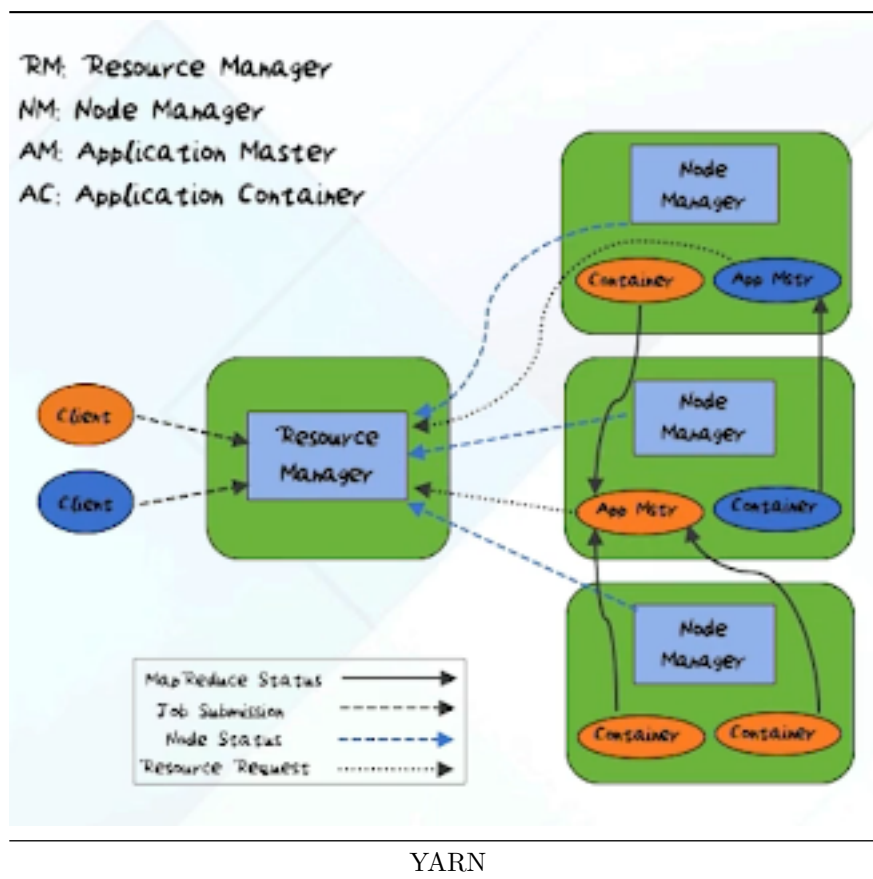 RM: Resource Manager
NM: Node Manager
AM: Application Master
AC: Application Container
Node
Manager
Container
App Mstr
Client
Client
Resource
Manager
Node
Manager
App Mstr
Container
Node
Manager
Container
Container
MapReduce Status
Job Submission
Node Status
Resource Request
YARN